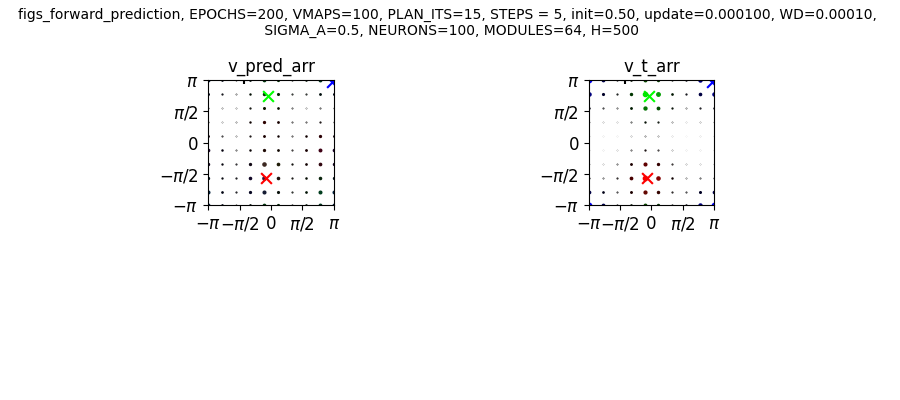 figs_forward_prediction, EPOCHS=200, VMAPS=100, PLAN_ITS=15, STEPS = 5, init=0.50, update=0.000100, WD=0.00010,
SIGMA_A=0.5, NEURONS=100, MODULES=64, H=500
v_pred_arr
π
π/2
0
−π/2
−π
−π −π/2 0 π/2 π
v_t_arr
π
π/2
0
−π/2
−π
−π −π/2 0 π/2 π